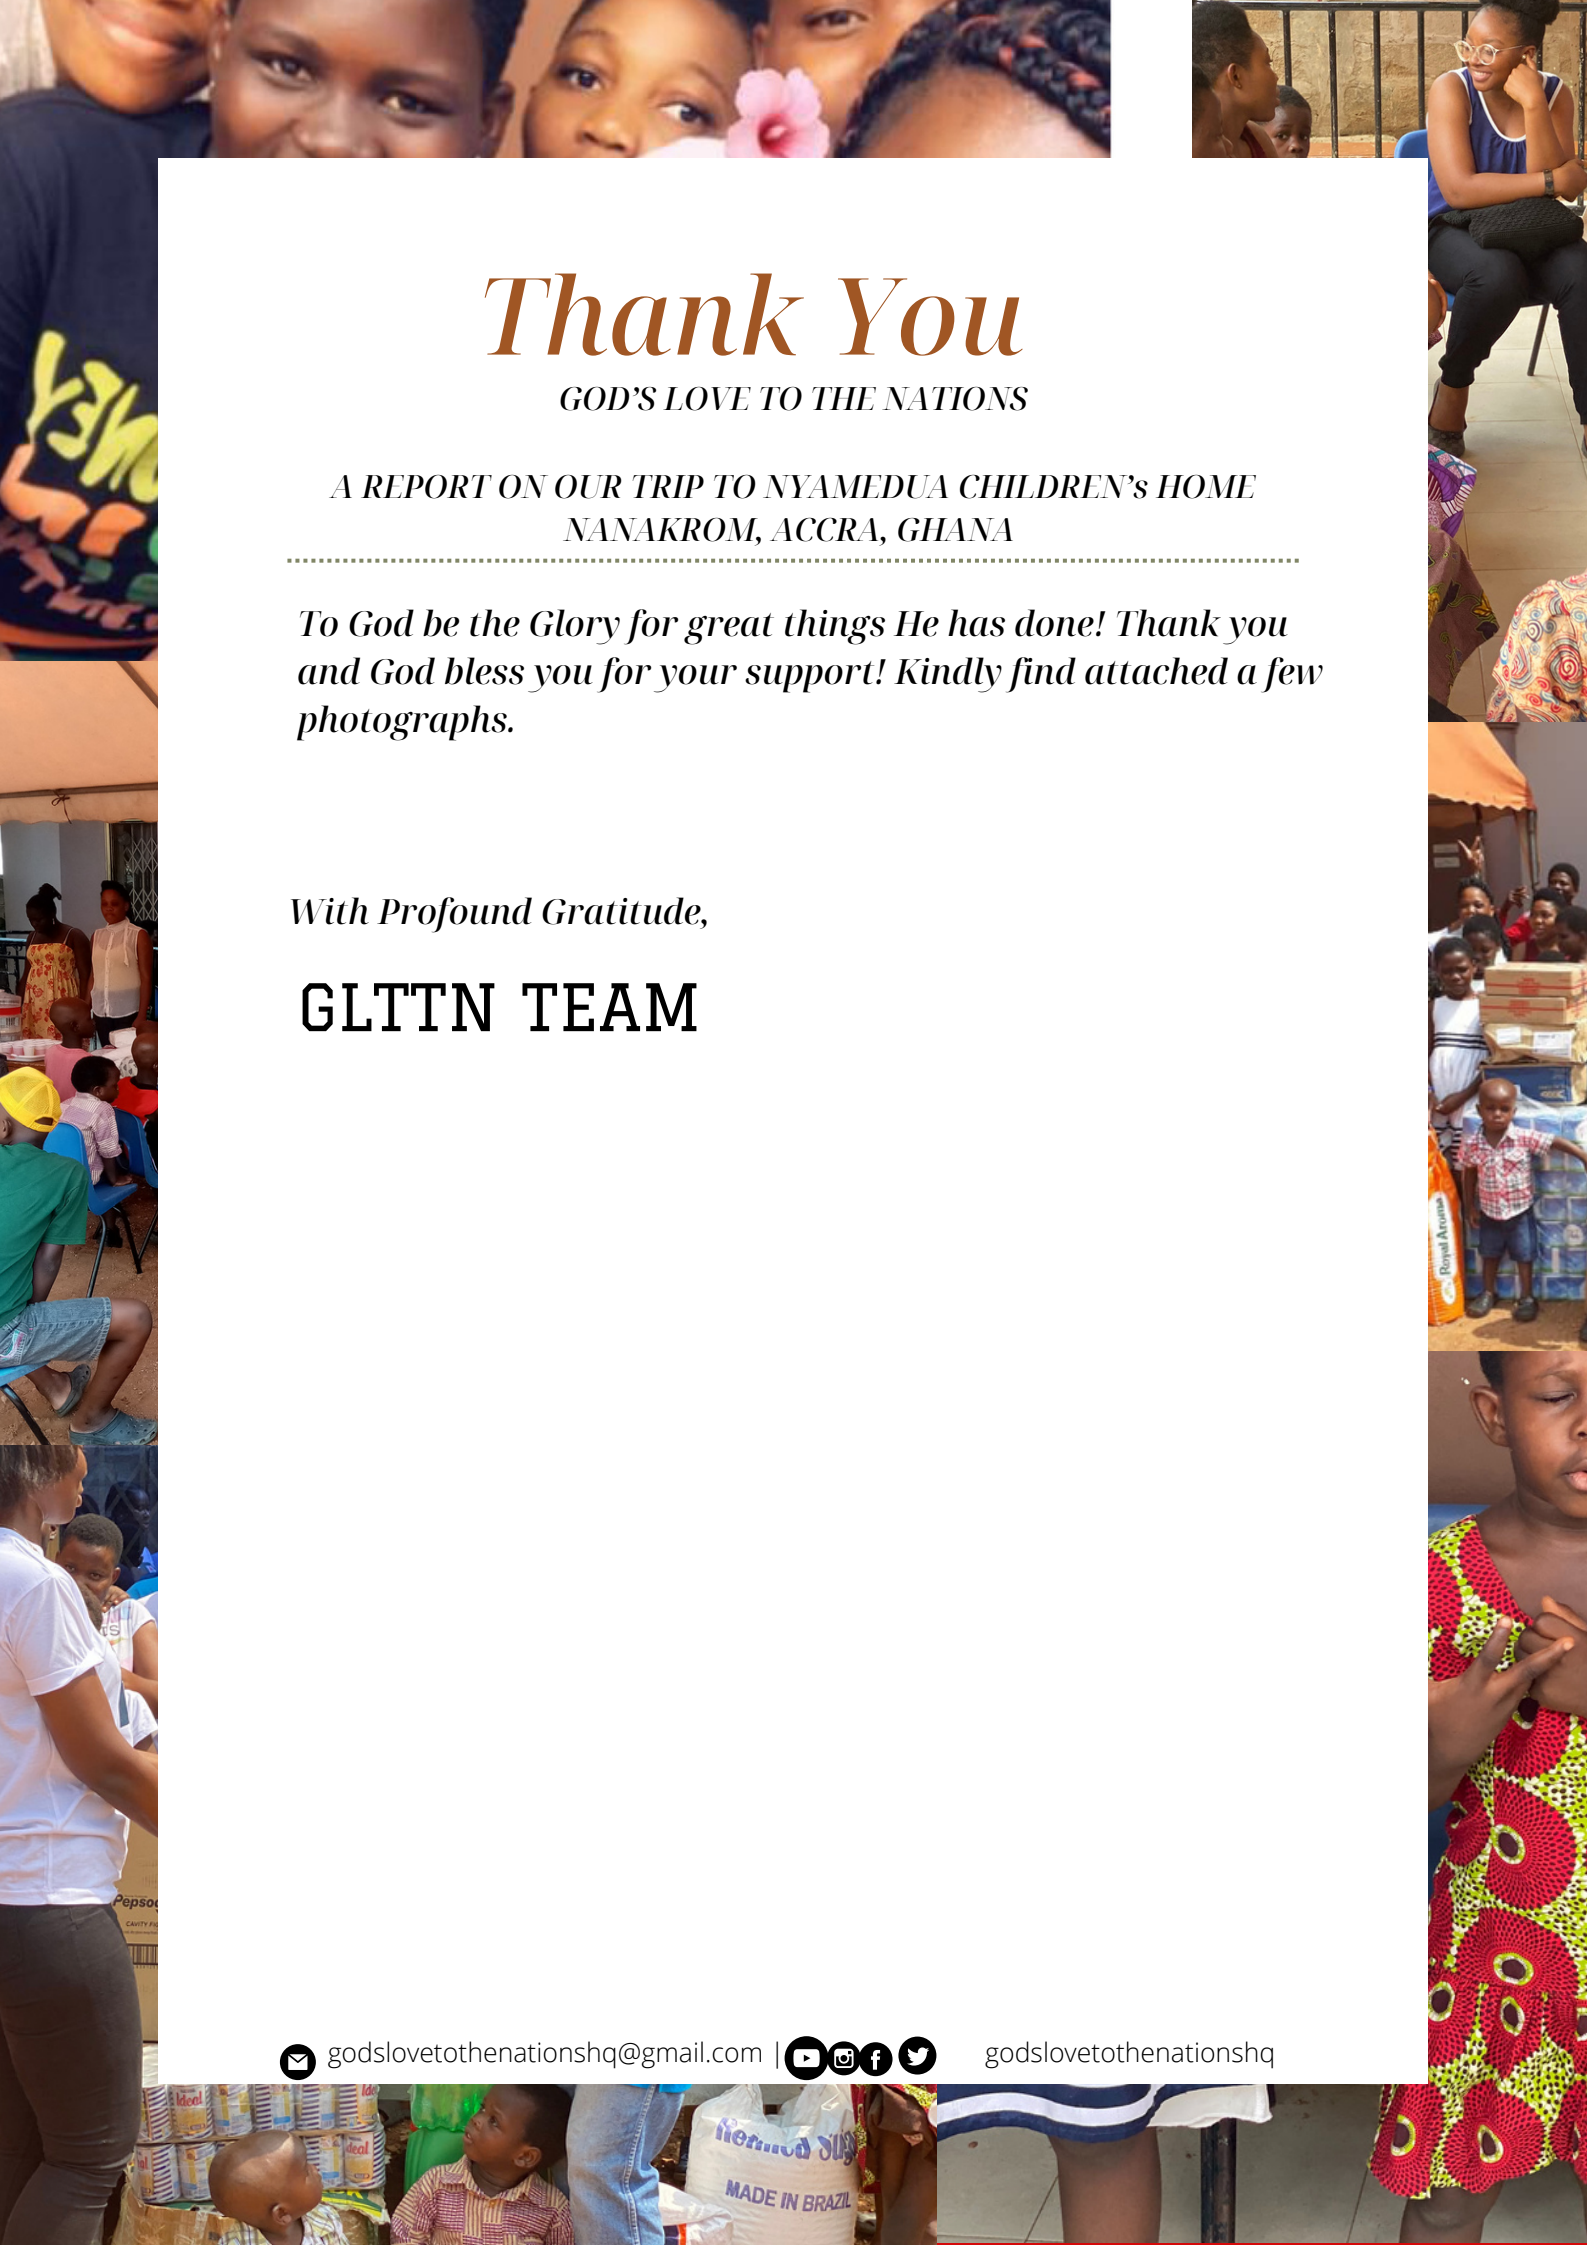 Thank You
GOD’S LOVE TO THE NATIONS
A REPORT ON OUR TRIP TO NYAMEDUA CHILDREN’s HOME
NANAKROM, ACCRA, GHANA
To God be the Glory for great things He has done! Thank you
and God bless you for your support! Kindly find attached a few
photographs.
With Profound Gratitude,
GLTTN TEAM
Royal Aroma
godslovetothenationshq@gmail.com |
godslovetothenationshq
Ideal
MADE IN BRAZIL